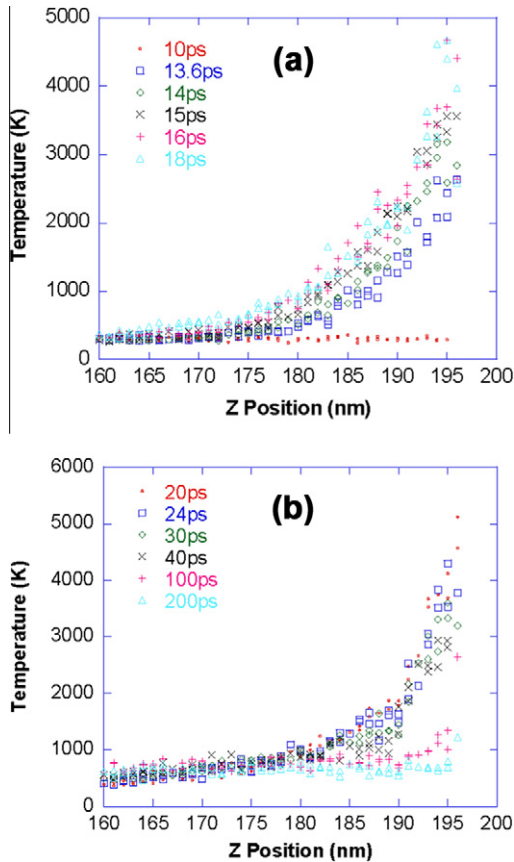 (a)
5000
4000
3000
2000
1000
0
Temperature (K)
10ps
13.6ps
14ps
15ps
16ps
18ps
160 165 170 175 180 185 190 195 200
Z Position (nm)
(b)
6000
5000
4000
3000
2000
1000
0
Temperature (K)
20ps
24ps
30ps
40ps
100ps
200ps
160 165 170 175 180 185 190 195 200
Z Position (nm)